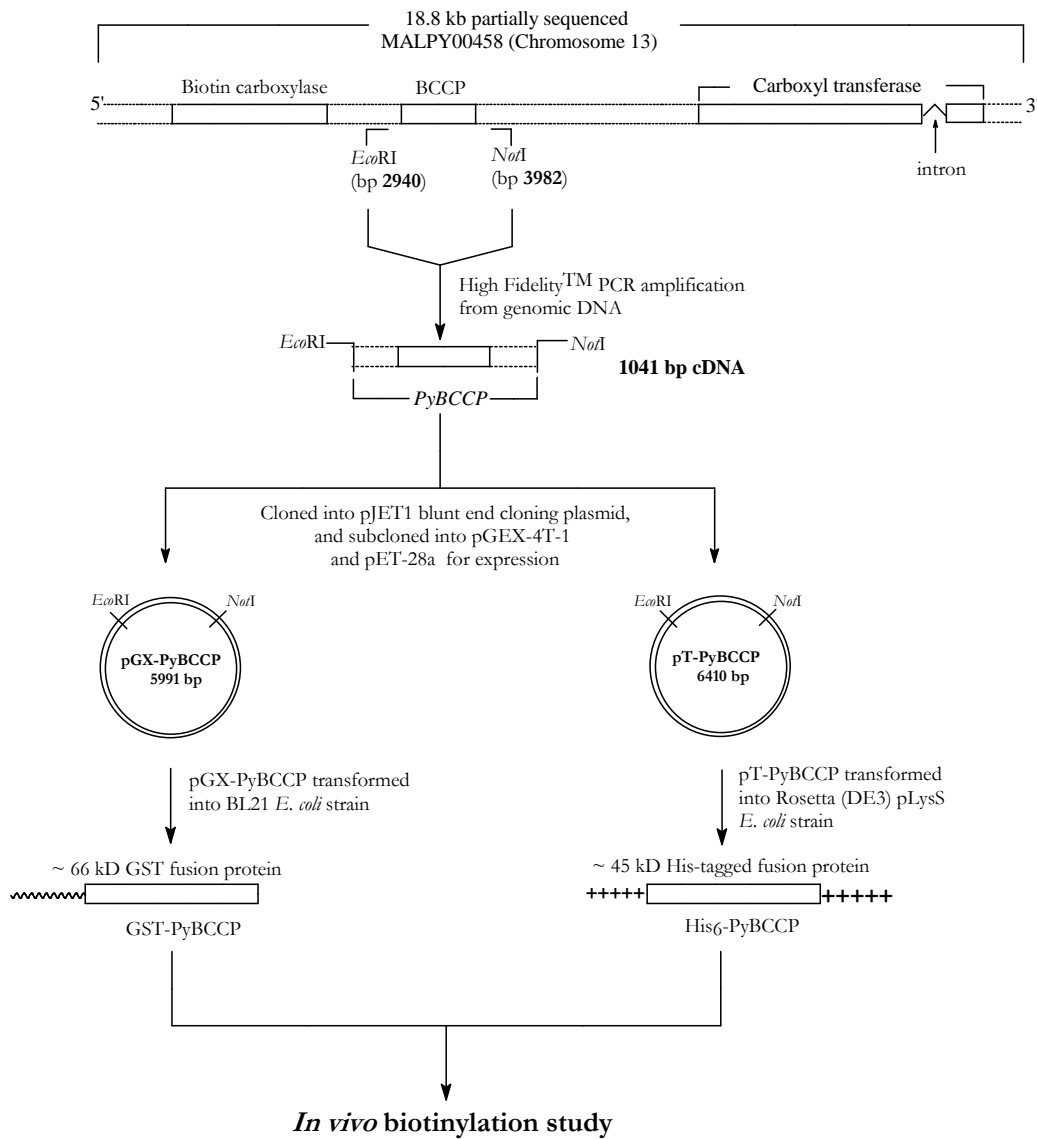 18.8 kb partially sequenced
MALPY00458 (Chromosome 13)
Biotin carboxylase
BCCP
Carboxyl transferase
5'
3'
EcoRI
(bp 2940)
NotI
(bp 3982)
intron
High Fidelity™ PCR amplification
from genomic DNA
EcoRI
NotI
1041 bp cDNA
PyBCCP
Cloned into pJET1 blunt end cloning plasmid,
and subcloned into pGEX-4T-1
and pET-28a for expression
EcoRI
NotI
pGX-PyBCCP
5991 bp
EcoRI
NotI
pT-PyBCCP
6410 bp
pGX-PyBCCP transformed
into BL21 E. coli strain
pT-PyBCCP transformed
into Rosetta (DE3) pLysS
E. coli strain
~ 66 kD GST fusion protein
GST-PyBCCP
~ 45 kD His-tagged fusion protein
+++++
+++++
His6-PyBCCP
In vivo biotinylation study